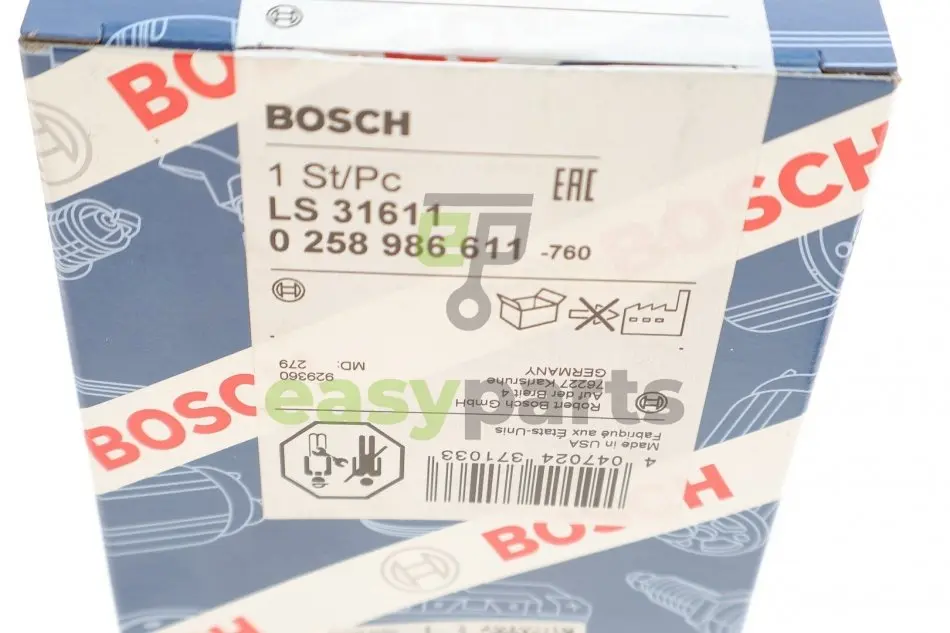 BOSCH
BOSCH
1 St/Pc
EAC
LS 31611
0 258 986 611 -760
BOSCH
MD:
279
929360
Robert Bosch GmbH
Auf der Breit 4
76227 Karlsruhe
GERMANY
easyparts
ep
Made in USA
Fabriqué aux États-Unis
4 047024 371033
BOSCH
BOSCH